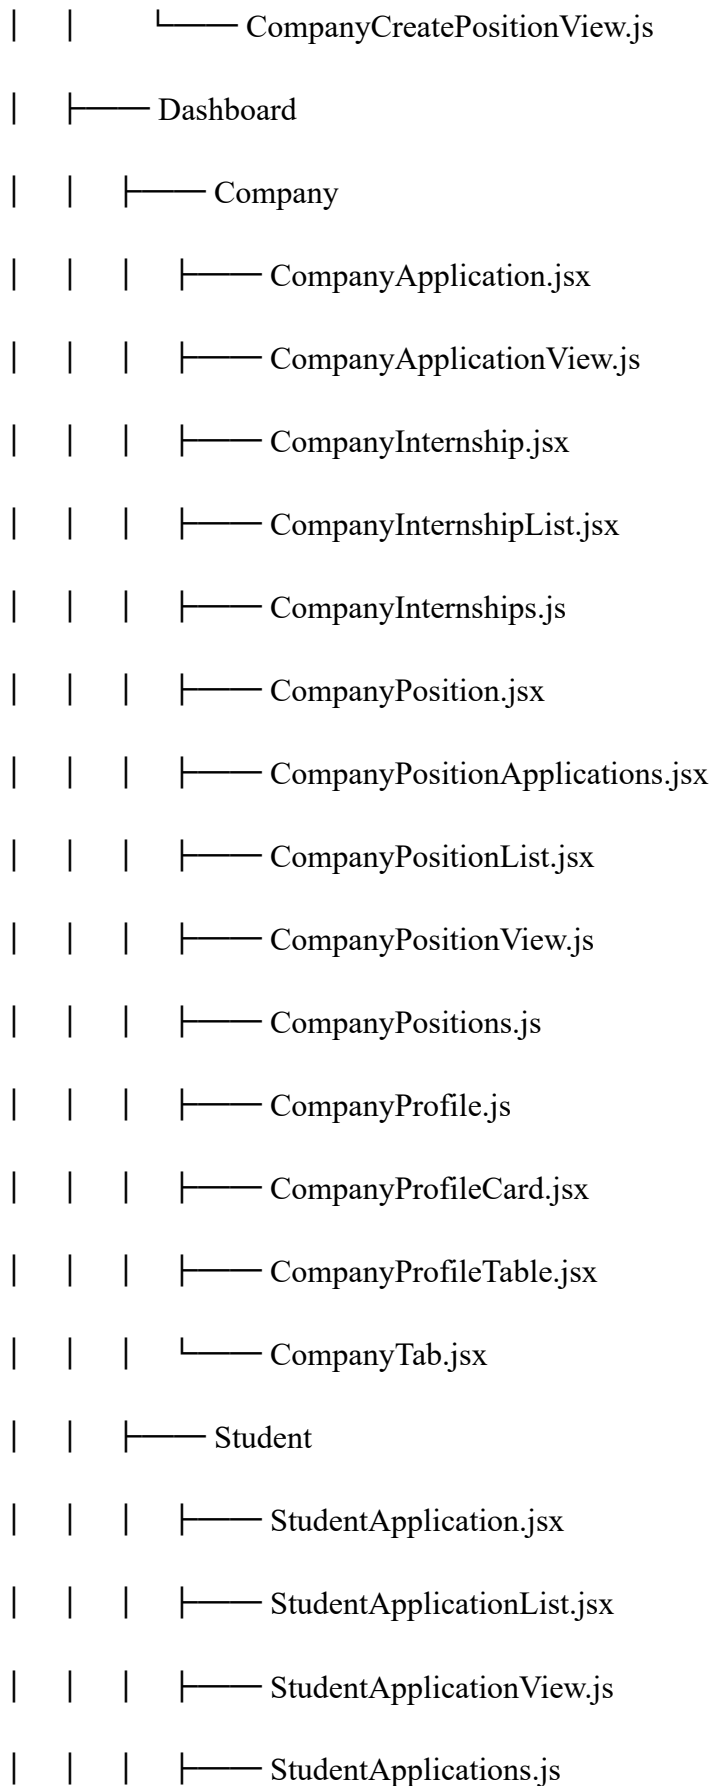 │ │ └── CompanyCreatePositionView.js
│ ├── Dashboard
│ │ ├── Company
│ │ │ ├── CompanyApplication.jsx
│ │ │ ├── CompanyApplicationView.js
│ │ │ ├── CompanyInternship.jsx
│ │ │ ├── CompanyInternshipList.jsx
│ │ │ ├── CompanyInternships.js
│ │ │ ├── CompanyPosition.jsx
│ │ │ ├── CompanyPositionApplications.jsx
│ │ │ ├── CompanyPositionList.jsx
│ │ │ ├── CompanyPositionView.js
│ │ │ ├── CompanyPositions.js
│ │ │ ├── CompanyProfile.js
│ │ │ ├── CompanyProfileCard.jsx
│ │ │ ├── CompanyProfileTable.jsx
│ │ │ └── CompanyTab.jsx
│ │ ├── Student
│ │ │ ├── StudentApplication.jsx
│ │ │ ├── StudentApplicationList.jsx
│ │ │ ├── StudentApplicationView.js
│ │ │ ├── StudentApplications.js